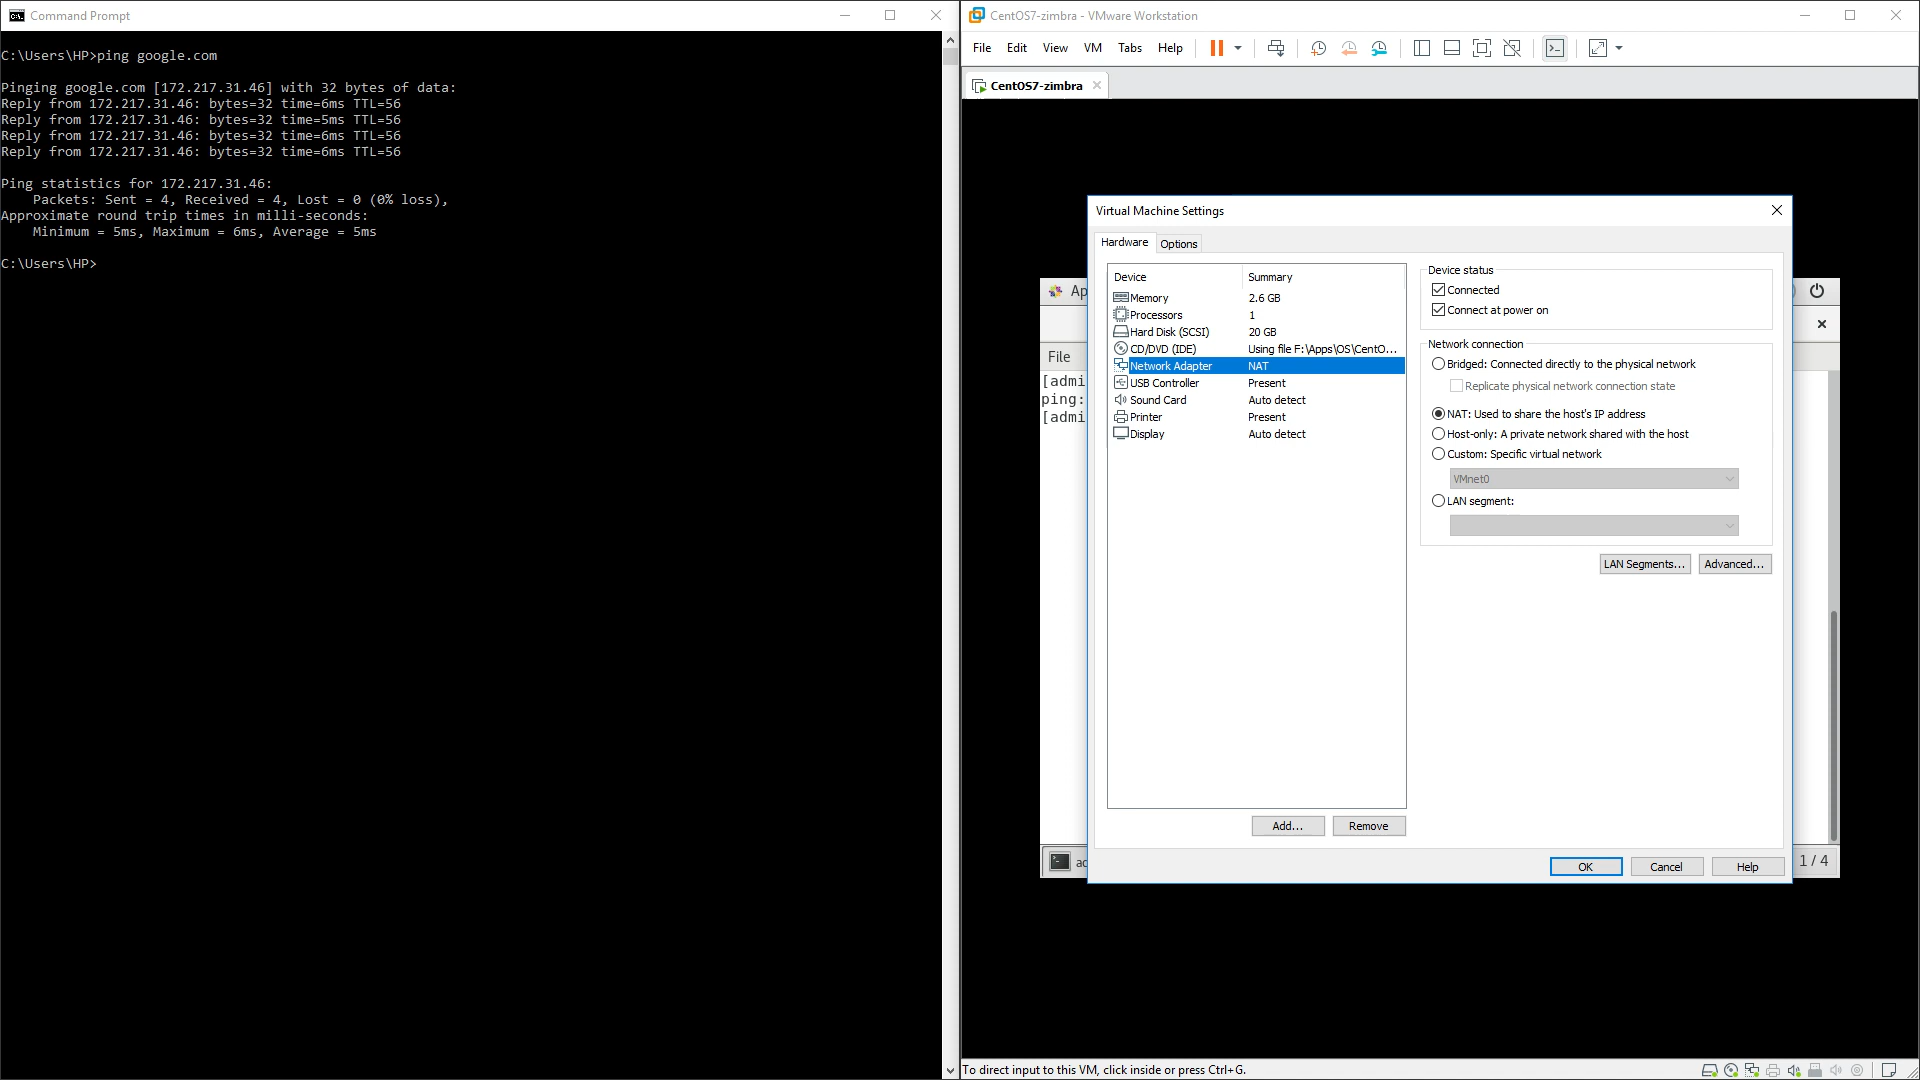 Command Prompt
C:\Users\HP>ping google.com
Pinging google.com [172.217.31.46] with 32 bytes of data:
Reply from 172.217.31.46: bytes=32 time=6ms TTL=56
Reply from 172.217.31.46: bytes=32 time=5ms TTL=56
Reply from 172.217.31.46: bytes=32 time=6ms TTL=56
Reply from 172.217.31.46: bytes=32 time=6ms TTL=56
Ping statistics for 172.217.31.46:
Packets: Sent = 4, Received = 4, Lost = 0 (0% loss),
Approximate round trip times in milli-seconds:
Minimum = 5ms, Maximum = 6ms, Average = 5ms
C:\Users\HP>
CentOS7-zimbra - VMware Workstation
File Edit View VM Tabs Help
CentOS7-zimbra
Ap
File
[admi
ping:
[admi
ac
1 / 4
Virtual Machine Settings
Hardware Options
Device Summary
Memory 2.6 GB
Processors 1
Hard Disk (SCSI) 20 GB
CD/DVD (IDE) Using file F:\Apps\OS\CentO...
Network Adapter NAT
USB Controller Present
Sound Card Auto detect
Printer Present
Display Auto detect
Add... Remove
Device status
Connected
Connect at power on
Network connection
Bridged: Connected directly to the physical network
Replicate physical network connection state
NAT: Used to share the host's IP address
Host-only: A private network shared with the host
Custom: Specific virtual network
VMnet0
LAN segment:
LAN Segments... Advanced...
OK Cancel Help
To direct input to this VM, click inside or press Ctrl+G.